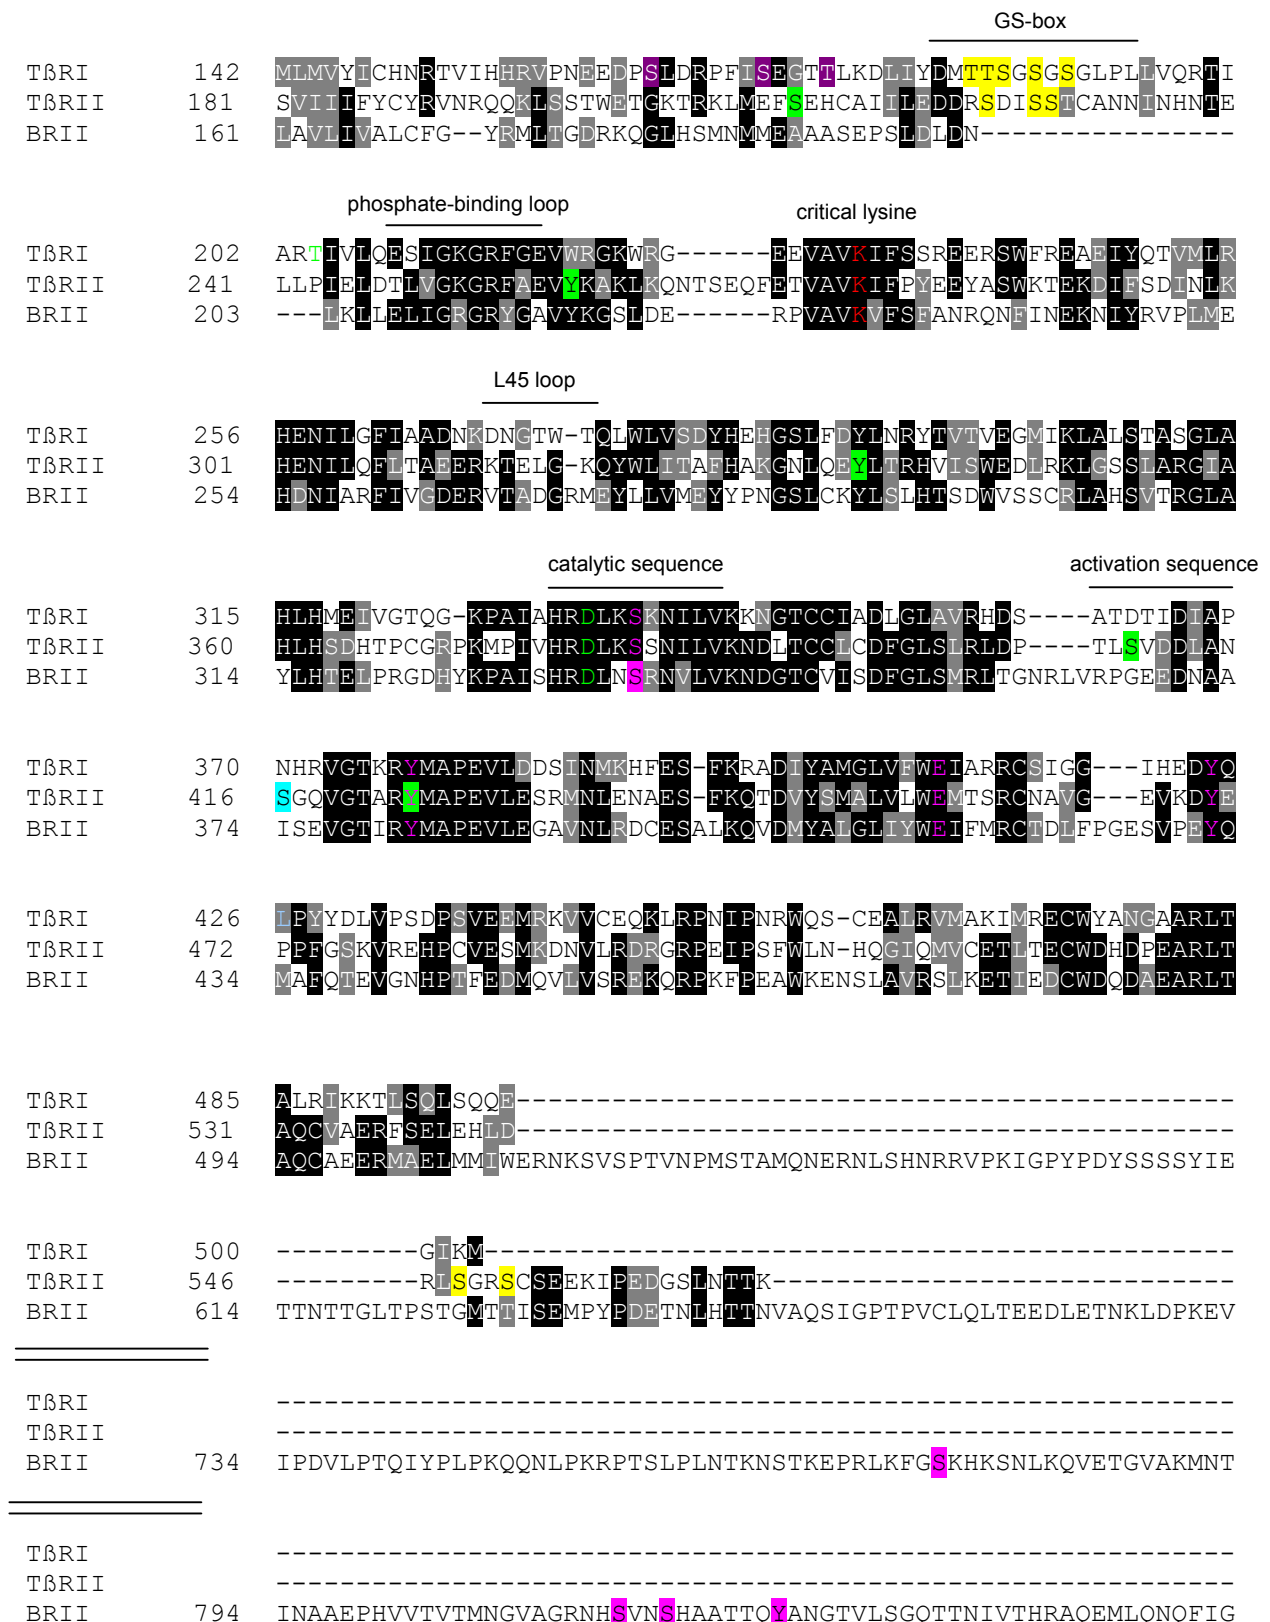 GS-box
TßRI 142 MLMVYICHNRTVIHHRVPNEEDPSLDRPFISEGTTLKDLIYDMTTSGSGSGLPLLVQRTI
TßRII 181 SVIIIFYCYRVNRQQKLSSTWETGKTRKLMEFSEHCAIILEDDRSDISSTCANNINHNTE
BRII 161 LAVLIVALCFG--YRMLTGDRKQGLHSMNMMEAAASEPSLDLDN----------------
phosphate-binding loop critical lysine
TßRI 202 ARTIVLQESIGKGRFGEVWRGKWRG------EEVAVKIFSSREERSWFREAEIYQTVMLR
TßRII 241 LLPIELDTLVGKGRFAEVYKAKLKQNTSEQFETVAVKIFPYEEYASWKTEKDIFSDINLK
BRII 203 ---LKLLELIGRGRYGAVYKGSLDE------RPVAVKVFSFANRQNFINEKNIYRVPLME
L45 loop
TßRI 256 HENILGFIAADNKDNGTW-TQLWLVSDYHEHGSLFDYLNRYTVTVEGMIKLALSTASGLA
TßRII 301 HENILQFLTAEERKTELG-KQYWLITAFHAKGNLQEYLTRHVISWEDLRKLGSSLARGIA
BRII 254 HDNIARFIVGDERVTADGRMEYLLVMEYYPNGSLCKYLSLHTSDWVSSCRLAHSVTRGLA
catalytic sequence activation sequence
TßRI 315 HLHMEIVGTQG-KPAIAHRDLKSKNILVKKNGTCCIADLGLAVRHDS----ATDTIDIAP
TßRII 360 HLHSDHTPCGRPKMPIVHRDLKSSNILVKNDLTCCLCDFGLSLRLDP----TLSVDDLAN
BRII 314 YLHTELPRGDHYKPAISHRDLNSRNVLVKNDGTCVISDFGLSMRLTGNRLVRPGEEDNAA
TßRI 370 NHRVGTKRYMAPEVLDDSINMKHFES-FKRADIYAMGLVFWEIARRCSIGG---IHEDYQ
TßRII 416 SGQVGTARYMAPEVLESRMNLENAES-FKQTDVYSMALVLWEMTSRCNAVG---EVKDYE
BRII 374 ISEVGTIRYMAPEVLEGAVNLRDCESALKQVDMYALGLIYWEIFMRCTDLFPGESVPEYQ
TßRI 426 LPYYDLVPSDPSVEEMRKVVCEQKLRPNIPNRWQS-CEALRVMAKIMRECWYANGAARLT
TßRII 472 PPFGSKVREHPCVESMKDNVLRDRGRPEIPSFWLN-HQGIQMVCETLTECWDHDPEARLT
BRII 434 MAFQTEVGNHPTFEDMQVLVSREKQRPKFPEAWKENSLAVRSLKETIEDCWDQDAEARLT
TßRI 485 ALRIKKTLSQLSQQE---------------------------------------------
TßRII 531 AQCVAERFSELEHLD---------------------------------------------
BRII 494 AQCAEERMAELMMIWERNKSVSPTVNPMSTAMQNERNLSHNRRVPKIGPYPDYSSSSYIE
TßRI 500 ---------GIKM-----------------------------------------------
TßRII 546 ---------RLSGRSCSEEKIPEDGSLNTTK-----------------------------
BRII 614 TTNTTGLTPSTGMTTISEMPYPDETNLHTTNVAQSIGPTPVCLQLTEEDLETNKLDPKEV
TßRI ------------------------------------------------------------
TßRII ------------------------------------------------------------
BRII 734 IPDVLPTQIYPLPKQQNLPKRPTSLPLNTKNSTKEPRLKFGSKHKSNLKQVETGVAKMNT
TßRI ------------------------------------------------------------
TßRII ------------------------------------------------------------
BRII 794 INAAEPHVVTVTMNGVAGRNHSVNSHAATTQYANGTVLSGQTTNIVTHRAQEMLQNQFIG